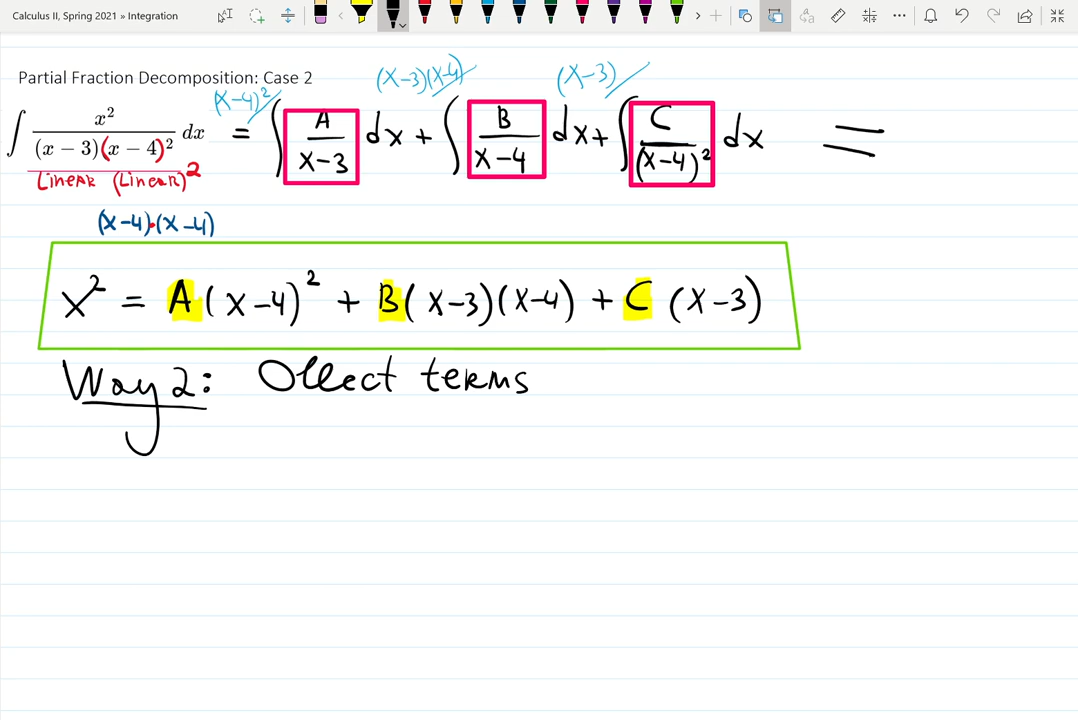 Calculus II, Spring 2021 » Integration
Partial Fraction Decomposition: Case 2
(x-4)² (x-3)(x-4) (x-3)
∫ x² / (x − 3)(x − 4)² dx = ∫ A / x-3 dx + ∫ B / x-4 dx + ∫ C / (x-4)² dx =
Linear (Linear)²
(x-4)·(x-4)
x² = A(x-4)² + B(x-3)(x-4) + C(x-3)
Way 2: Ollect terms